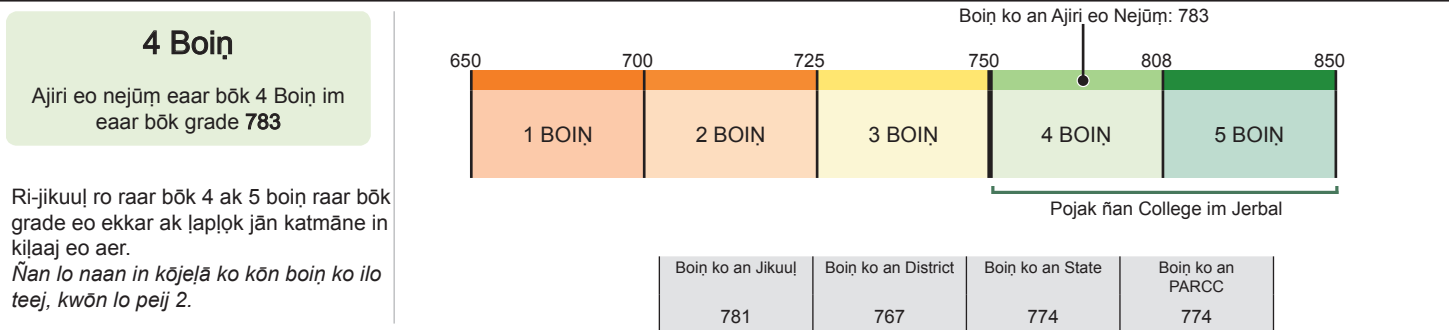 4 Boiṇ
Ajiri eo nejūṃ eaar bōk 4 Boiṇ im
eaar bōk grade 783
Ri-jikuuḷ ro raar bōk 4 ak 5 boiṇ raar bōk
grade eo ekkar ak ḷapḷọk jān katmāne in
kiḷaaj eo aer.
Ñan lo naan in kōjeḷā ko kōn boiṇ ko ilo
teej, kwōn lo peij 2.
Boiṇ ko an Ajiri eo Nejūṃ: 783
650 700 725 750 808 850
1 BOIṆ 2 BOIṆ 3 BOIṆ 4 BOIṆ 5 BOIṆ
Pojak ñan College im Jerbal
Boiṇ ko an Jikuuḷ Boiṇ ko an District Boiṇ ko an State Boiṇ ko an
PARCC
781 767 774 774